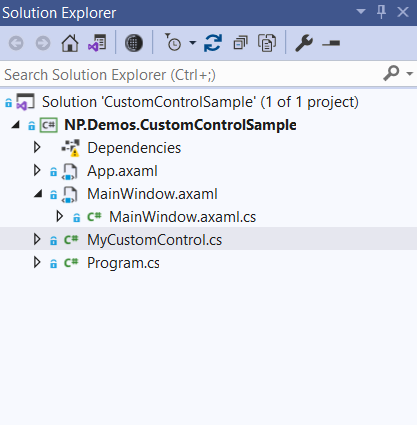 Solution Explorer
Search Solution Explorer (Ctrl+;)
Solution 'CustomControlSample' (1 of 1 project)
C# NP.Demos.CustomControlSample
Dependencies
App.axaml
MainWindow.axaml
C# MainWindow.axaml.cs
C# MyCustomControl.cs
C# Program.cs